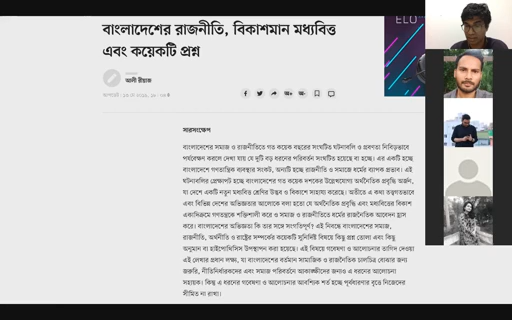 বাংলাদেশের রাজনীতি, বিকাশমান মধ্যবিত্ত
এবং কয়েকটি প্রশ্ন
ELO
আলী রীয়াজ
সারসংক্ষেপ
বাংলাদেশের সমাজ ও রাজনীতিতে গত কয়েক বছরের সংঘটিত ঘটনাবলি ও প্রবণতা নিবিড়ভাবে
পর্যবেক্ষণ করলে দেখা যায় যে দুটি বড় ধরনের পরিবর্তন সংঘটিত হয়েছে বা হচ্ছে। এর একটি হচ্ছে
বাংলাদেশে গণতান্ত্রিক ব্যবস্থার সংকট, অন্যটি হচ্ছে রাজনীতি ও সমাজে ধর্মের ব্যাপক প্রভাব। এই
ঘটনাবলির প্রেক্ষাপট হচ্ছে বাংলাদেশের গত কয়েক দশকের উল্লেখযোগ্য অর্থনৈতিক প্রবৃদ্ধি অর্জন,
যা দেশে একটি নতুন মধ্যবিত্ত শ্রেণির উদ্ভব ও বিকাশে সাহায্য করেছে। অতীতে এ কথা তত্ত্বগতভাবে
এবং বিভিন্ন দেশের অভিজ্ঞতার আলোকে বলা হতো যে অর্থনৈতিক প্রবৃদ্ধি এবং মধ্যবিত্তের বিকাশ
একাদিক্রমে গণতন্ত্রকে শক্তিশালী করে ও সমাজ ও রাজনীতিতে ধর্মের রাজনৈতিক আবেদন হ্রাস
করে। বাংলাদেশের অভিজ্ঞতা কি তার সঙ্গে সংগতিপূর্ণ? এই নিবন্ধে বাংলাদেশের সমাজ,
রাজনীতি, অর্থনীতি ও রাষ্ট্রের সম্পর্কের কয়েকটি সুনির্দিষ্ট বিষয়ে কিছু প্রশ্ন তোলা এবং কিছু
অনুমান বা হাইপোথিসিস উপস্থাপন করা হয়েছে। এই বিষয়ে গবেষণা ও আলোচনার তাগিদ দেওয়া
এই লেখার প্রধান লক্ষ্য, যা বাংলাদেশের বর্তমান সামাজিক ও রাজনৈতিক চালচিত্র বোঝার জন্য
জরুরি, নীতিনির্ধারকদের এবং সমাজ পরিবর্তনে আকাঙ্ক্ষীদের জন্যও এ ধরনের আলোচনা
সহায়ক। কিন্তু এ ধরনের গবেষণা ও আলোচনার আবশ্যিক শর্ত হচ্ছে পূর্বধারণার বৃত্তে নিজেদের
সীমিত না রাখা।